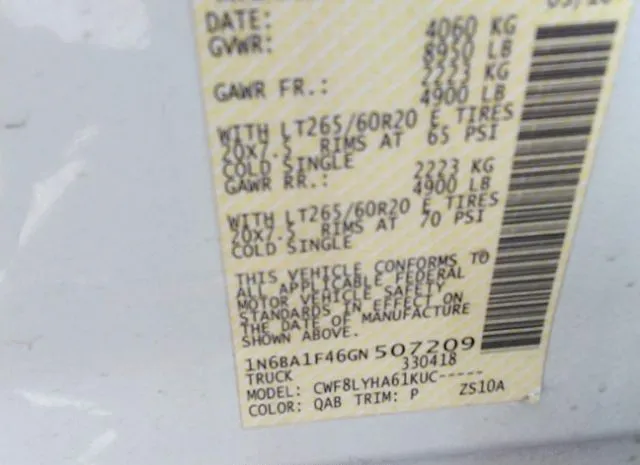 DATE:
4060 KG
GVWR: 8950 LB
2223 KG
GAWR FR.: 4900 LB
WITH LT265/60R20 E TIRES
20X7.5 RIMS AT 65 PSI
COLD SINGLE
2223 KG
GAWR RR.: 4900 LB
WITH LT265/60R20 E TIRES
20X7.5 RIMS AT 70 PSI
COLD SINGLE
THIS VEHICLE CONFORMS TO
ALL APPLICABLE FEDERAL
MOTOR VEHICLE SAFETY
STANDARDS IN EFFECT ON
THE DATE OF MANUFACTURE
SHOWN ABOVE.
1N6BA1F46GN507209
TRUCK 330418
MODEL: CWF8LYHA61KUC-----
COLOR: QAB TRIM: P ZS10A